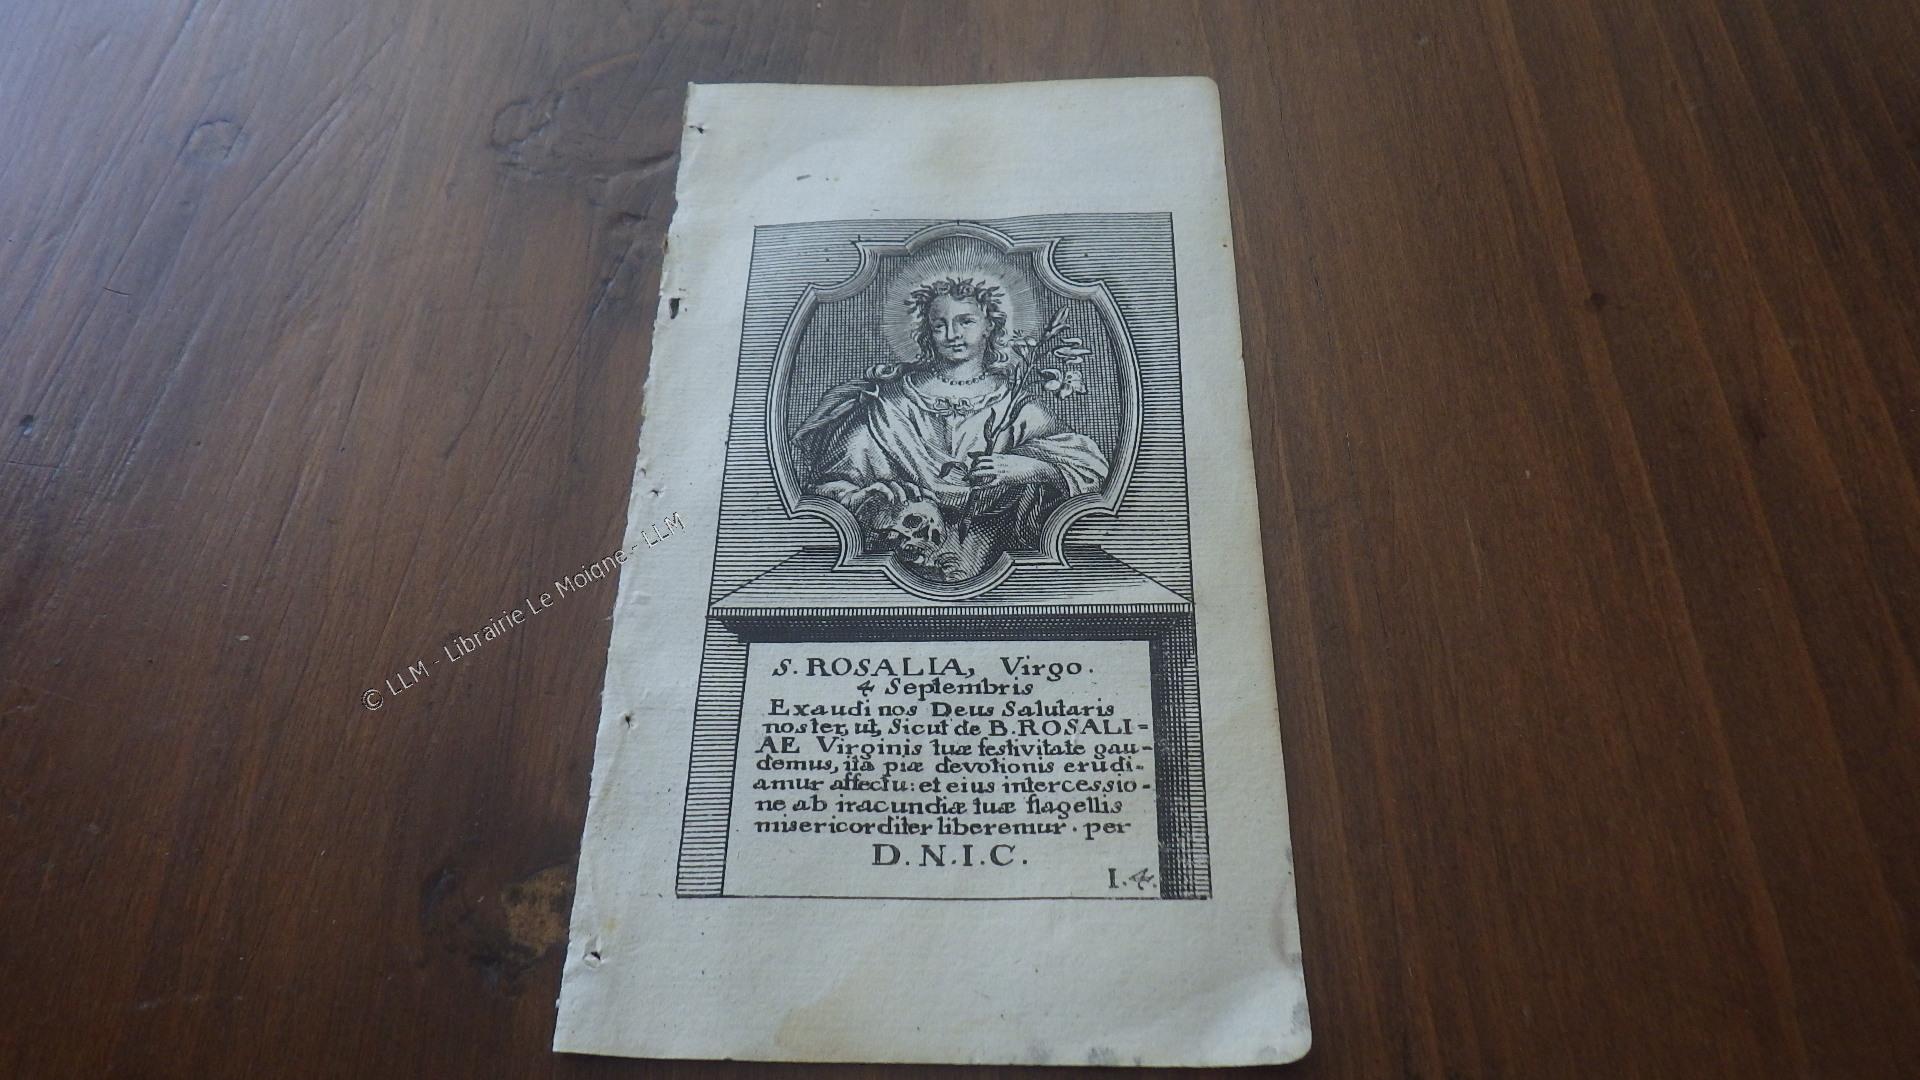 S. ROSALIA, Virgo.
4 Septembris
Exaudi nos Deus Salutaris
noster, ut, Sicut de B. ROSALI=
AE Virginis tuæ festivitate gau-
demus, ità piæ devotionis erudi-
amur affectu: et eius intercessio-
ne ab iracundiæ tuæ flagellis
misericorditer liberemur. per
D. N. I. C.
I. 4.
© LLM - Librairie Le Moigne - LLM